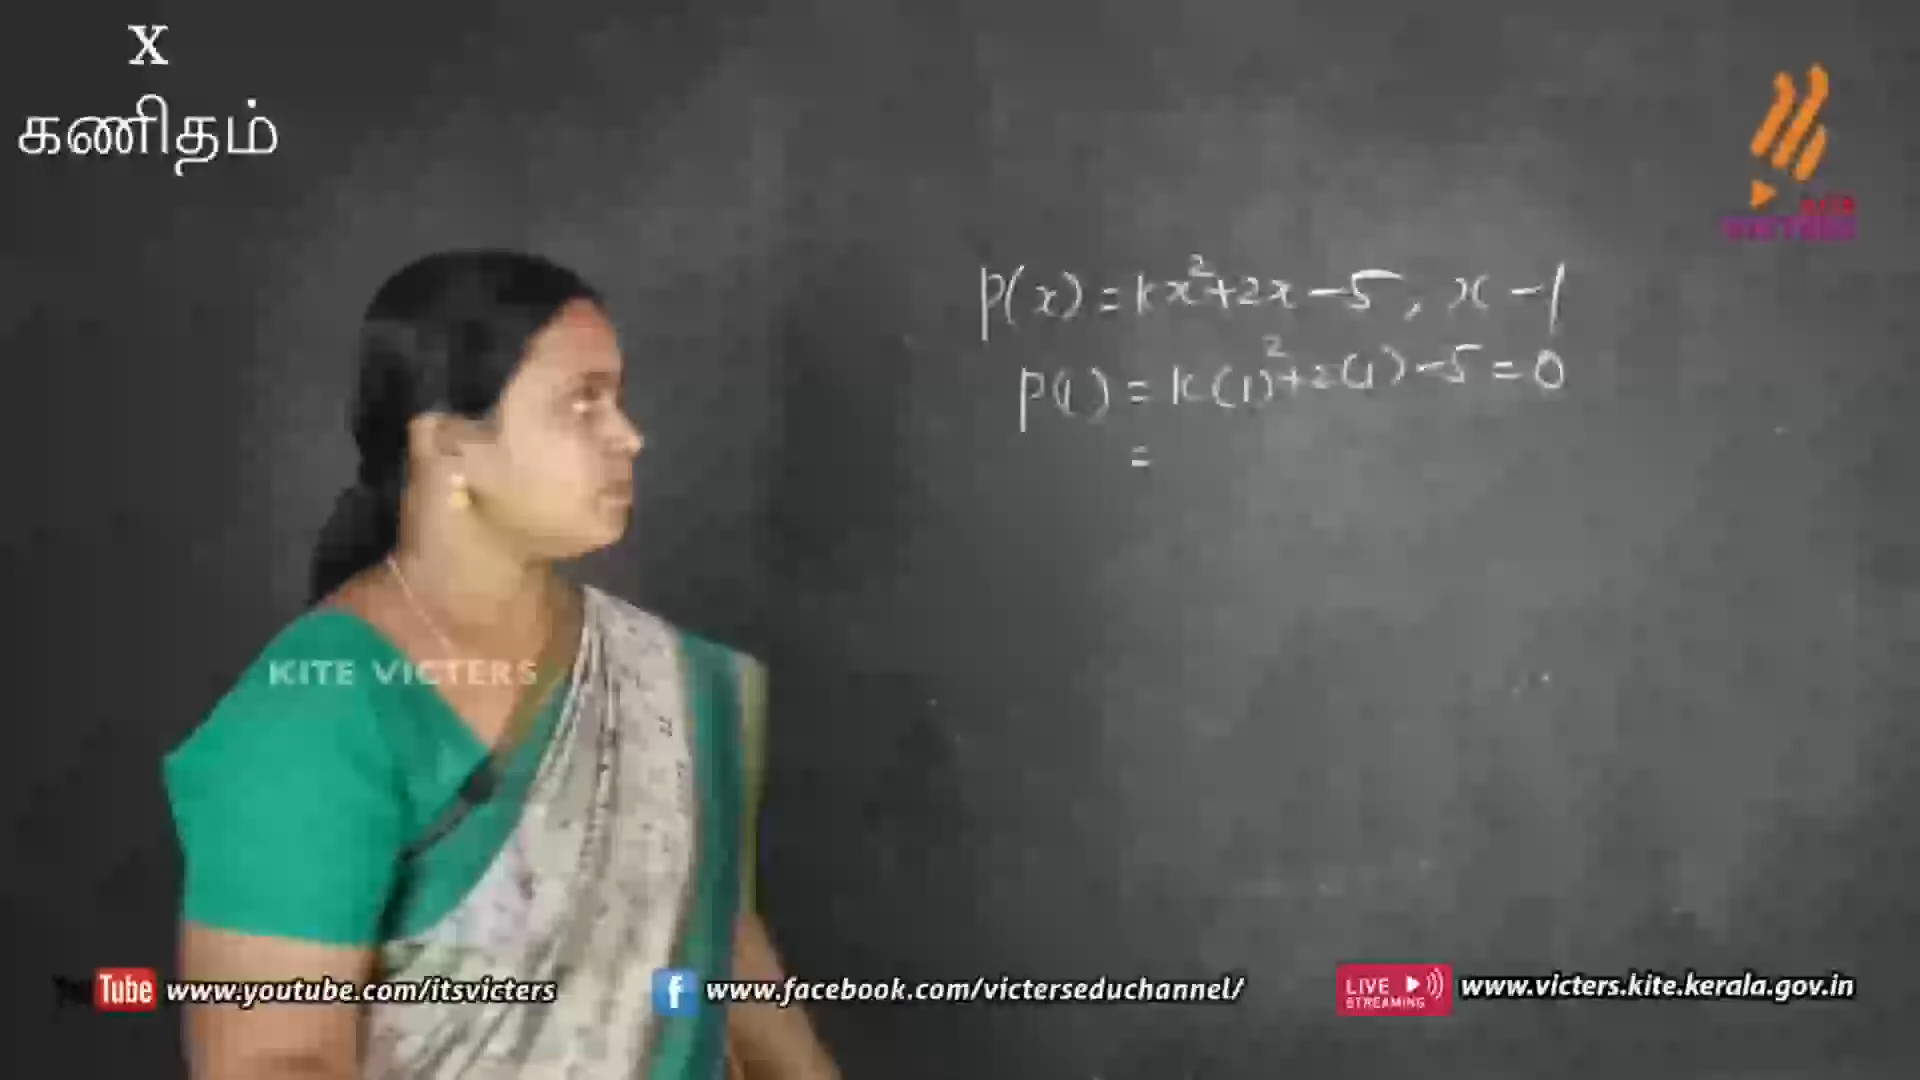 X
கணிதம்
P(x) = kx²+2x-5, x-1
P(1) = k(1)²+2(1)-5=0
=
KITE VICTERS
Tube www.youtube.com/itsvicters
f www.facebook.com/victerseduchannel/
LIVE STREAMING www.victers.kite.kerala.gov.in